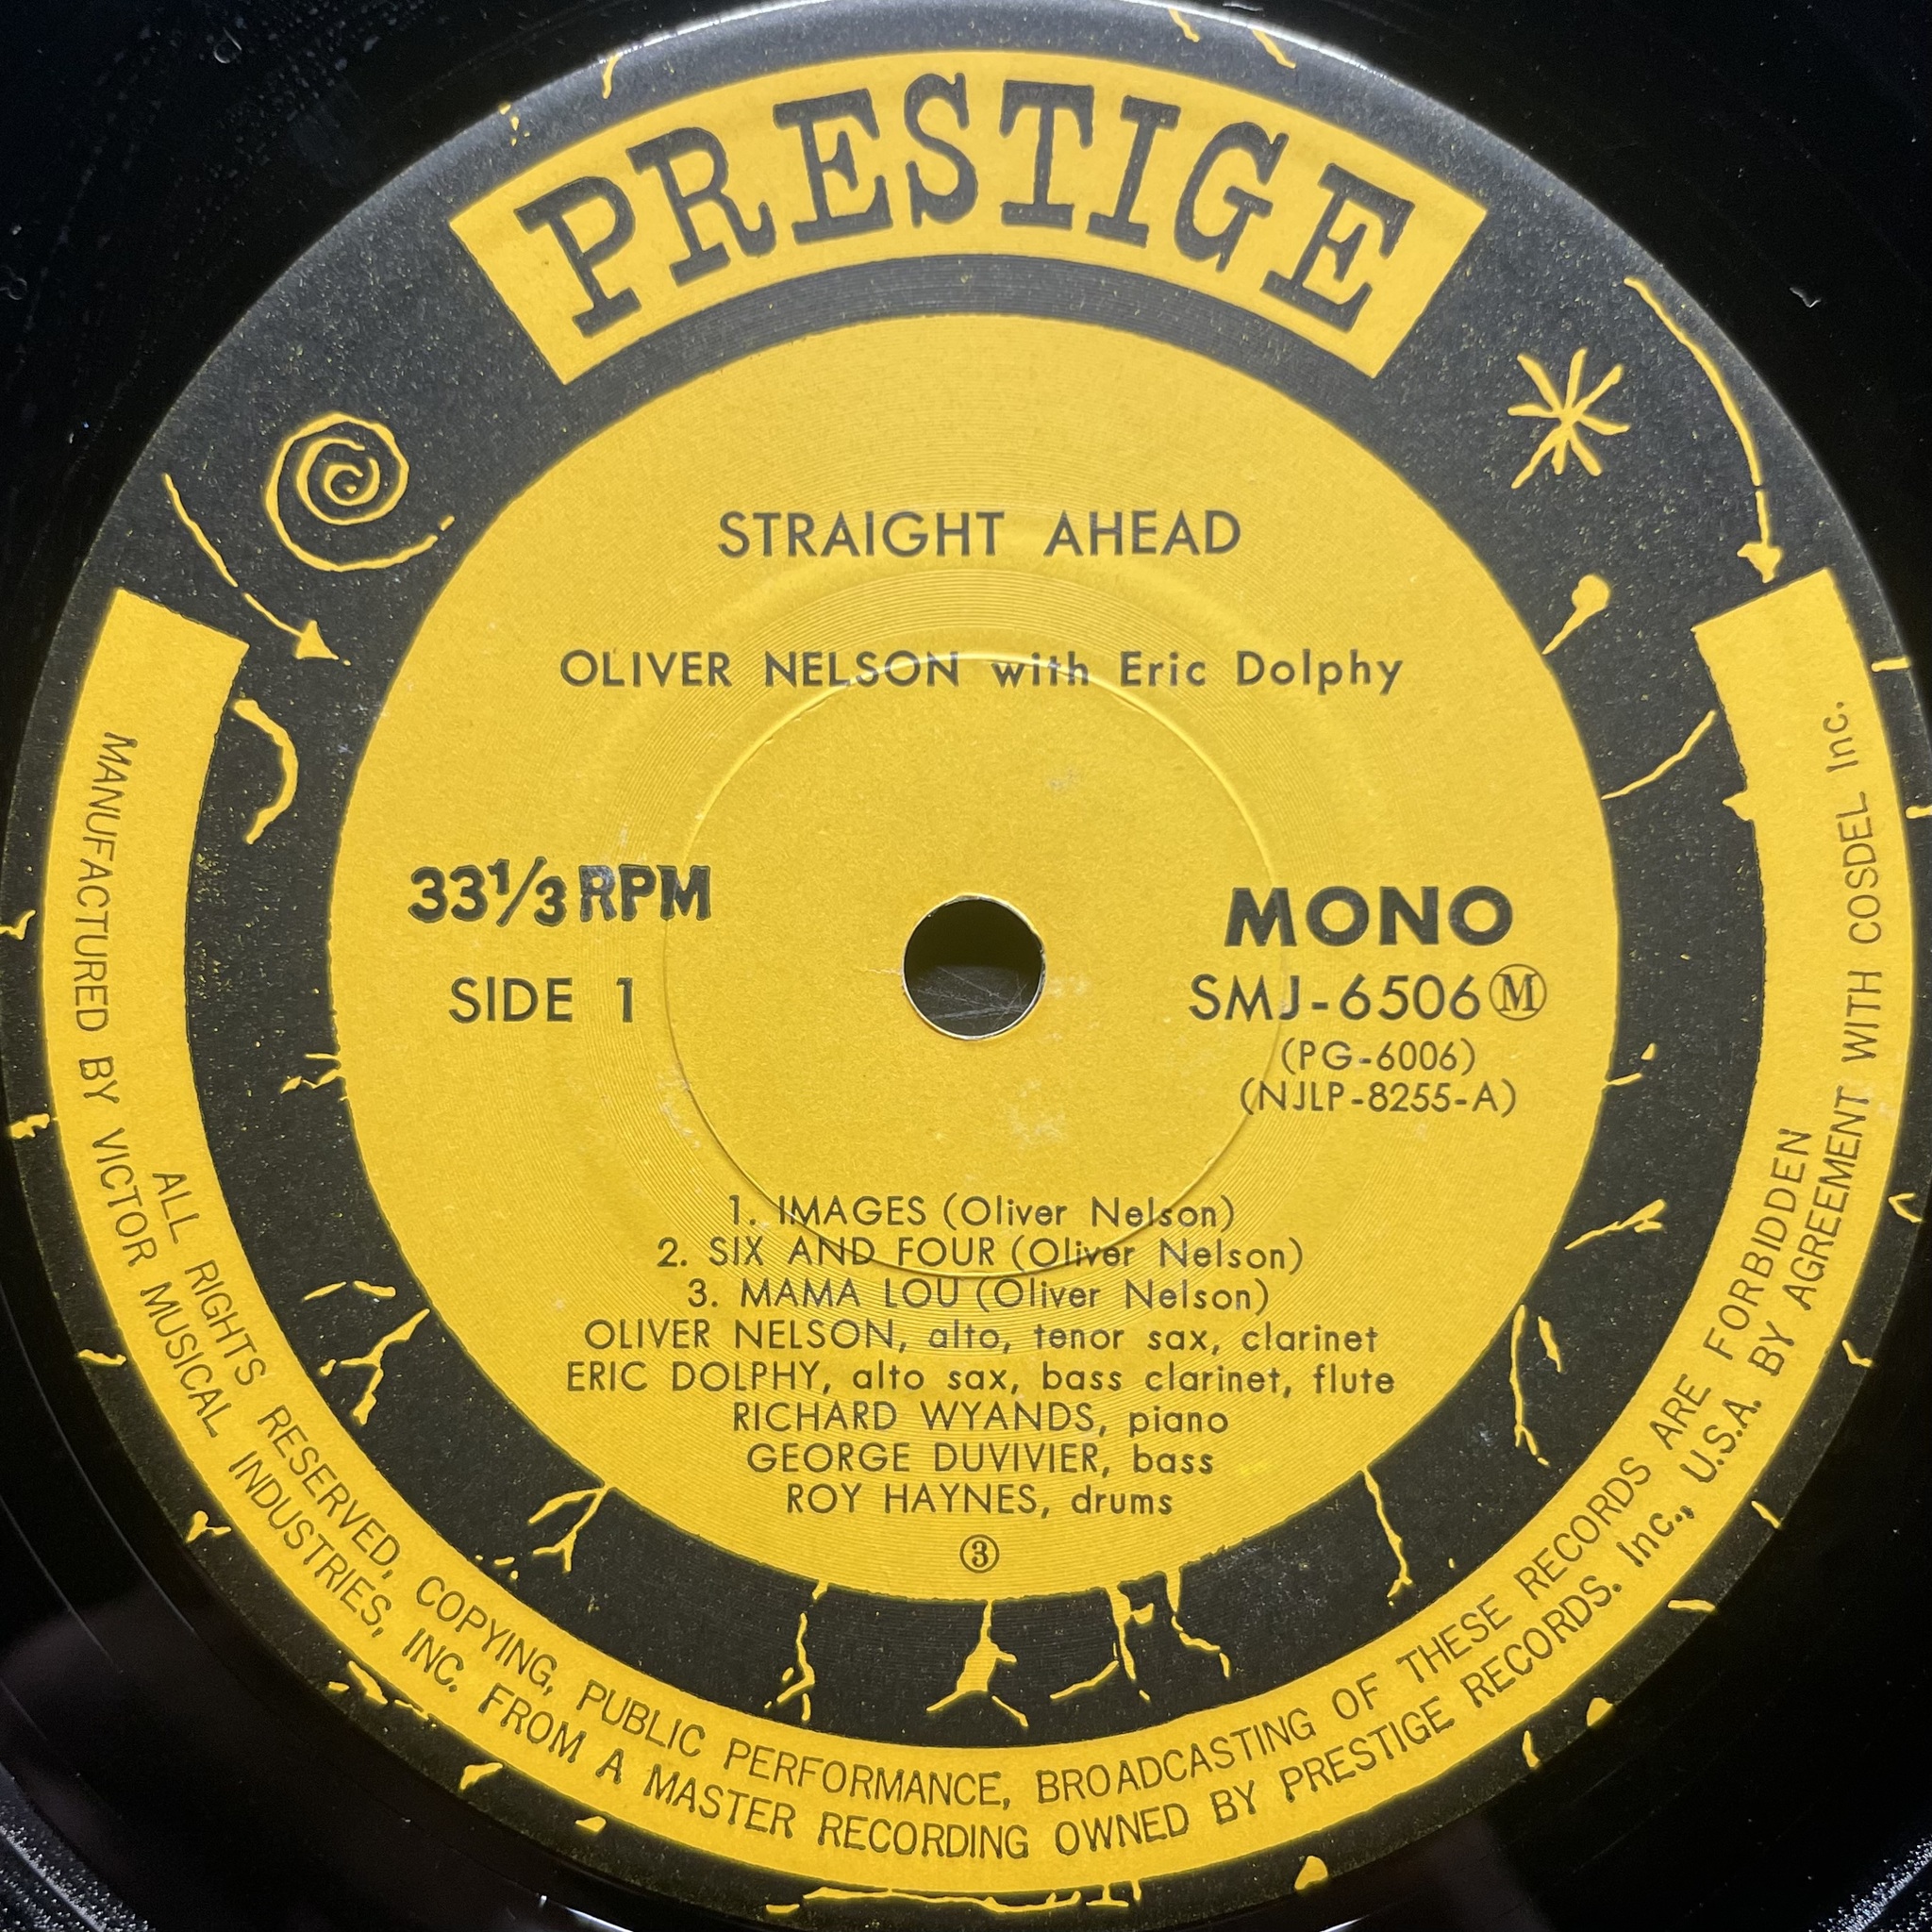 PRESTIGE
STRAIGHT AHEAD
OLIVER NELSON with Eric Dolphy
33⅓ RPM
SIDE 1
MONO
SMJ-6506 Ⓜ
(PG-6006)
(NJLP-8255-A)
1. IMAGES (Oliver Nelson)
2. SIX AND FOUR (Oliver Nelson)
3. MAMA LOU (Oliver Nelson)
OLIVER NELSON, alto, tenor sax, clarinet
ERIC DOLPHY, alto sax, bass clarinet, flute
RICHARD WYANDS, piano
GEORGE DUVIVIER, bass
ROY HAYNES, drums
③
ALL RIGHTS RESERVED, COPYING, PUBLIC PERFORMANCE, BROADCASTING OF THESE RECORDS ARE FORBIDDEN
MANUFACTURED BY VICTOR MUSICAL INDUSTRIES, INC. FROM A MASTER RECORDING OWNED BY PRESTIGE RECORDS. Inc., U.S.A. BY AGREEMENT WITH COSDEL Inc.